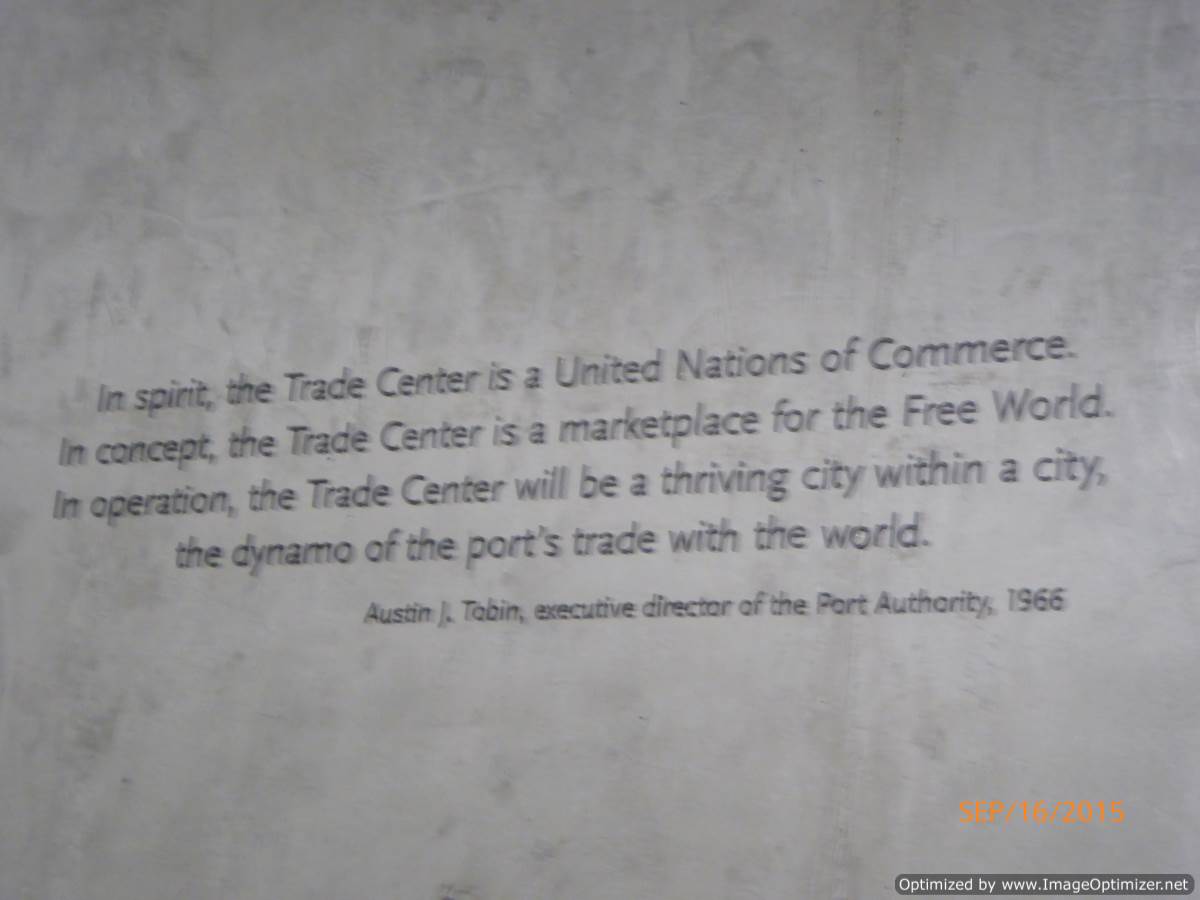 In spirit, the Trade Center is a United Nations of Commerce.
In concept, the Trade Center is a marketplace for the Free World.
In operation, the Trade Center will be a thriving city within a city,
the dynamo of the port's trade with the world.
Austin J. Tobin, executive director of the Port Authority, 1966
SEP/16/2015
Optimized by www.ImageOptimizer.net